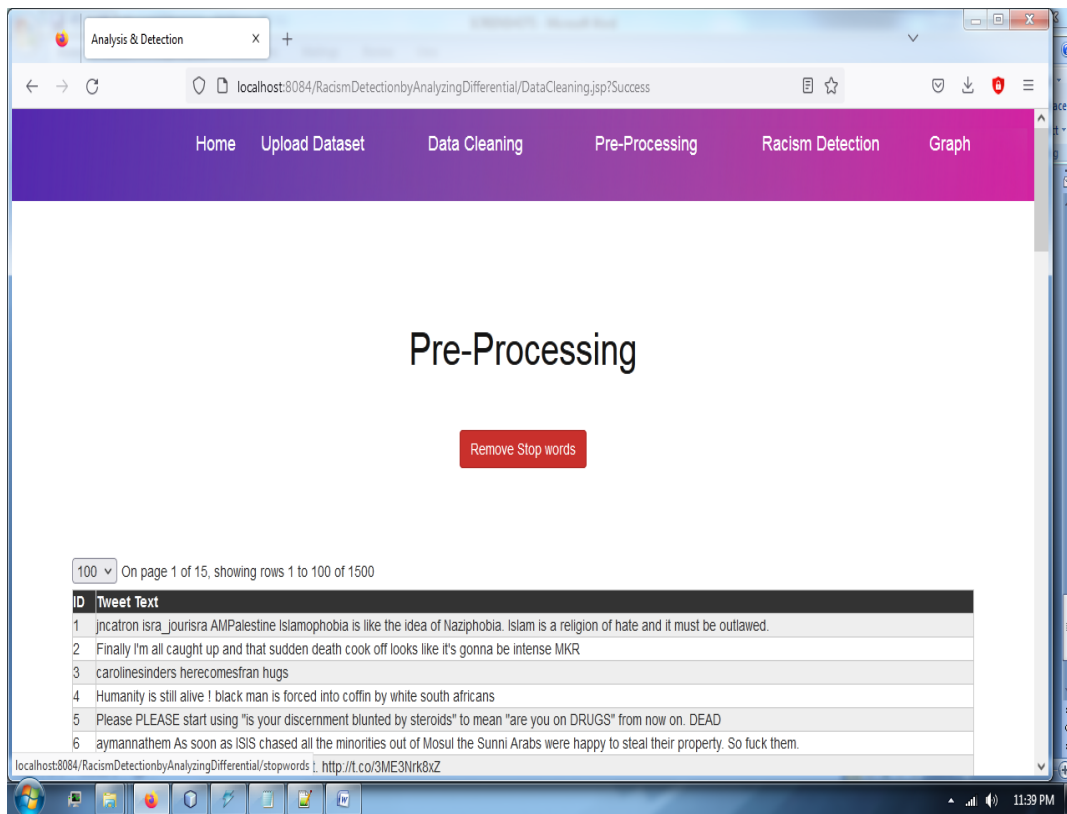 Analysis & Detection
localhost:8084/RacismDetectionbyAnalyzingDifferential/DataCleaning.jsp?Success
Home Upload Dataset Data Cleaning Pre-Processing Racism Detection Graph
Pre-Processing
Remove Stop words
100 On page 1 of 15, showing rows 1 to 100 of 1500
ID Tweet Text
1 jncatron isra_jourisra AMPalestine Islamophobia is like the idea of Naziphobia. Islam is a religion of hate and it must be outlawed.
2 Finally I'm all caught up and that sudden death cook off looks like it's gonna be intense MKR
3 carolinesinders herecomesfran hugs
4 Humanity is still alive ! black man is forced into coffin by white south africans
5 Please PLEASE start using "is your discernment blunted by steroids" to mean "are you on DRUGS" from now on. DEAD
6 aymannathem As soon as ISIS chased all the minorities out of Mosul the Sunni Arabs were happy to steal their property. So fuck them.
localhost:8084/RacismDetectionbyAnalyzingDifferential/stopwords t. http://t.co/3ME3Nrk8xZ
11:39 PM